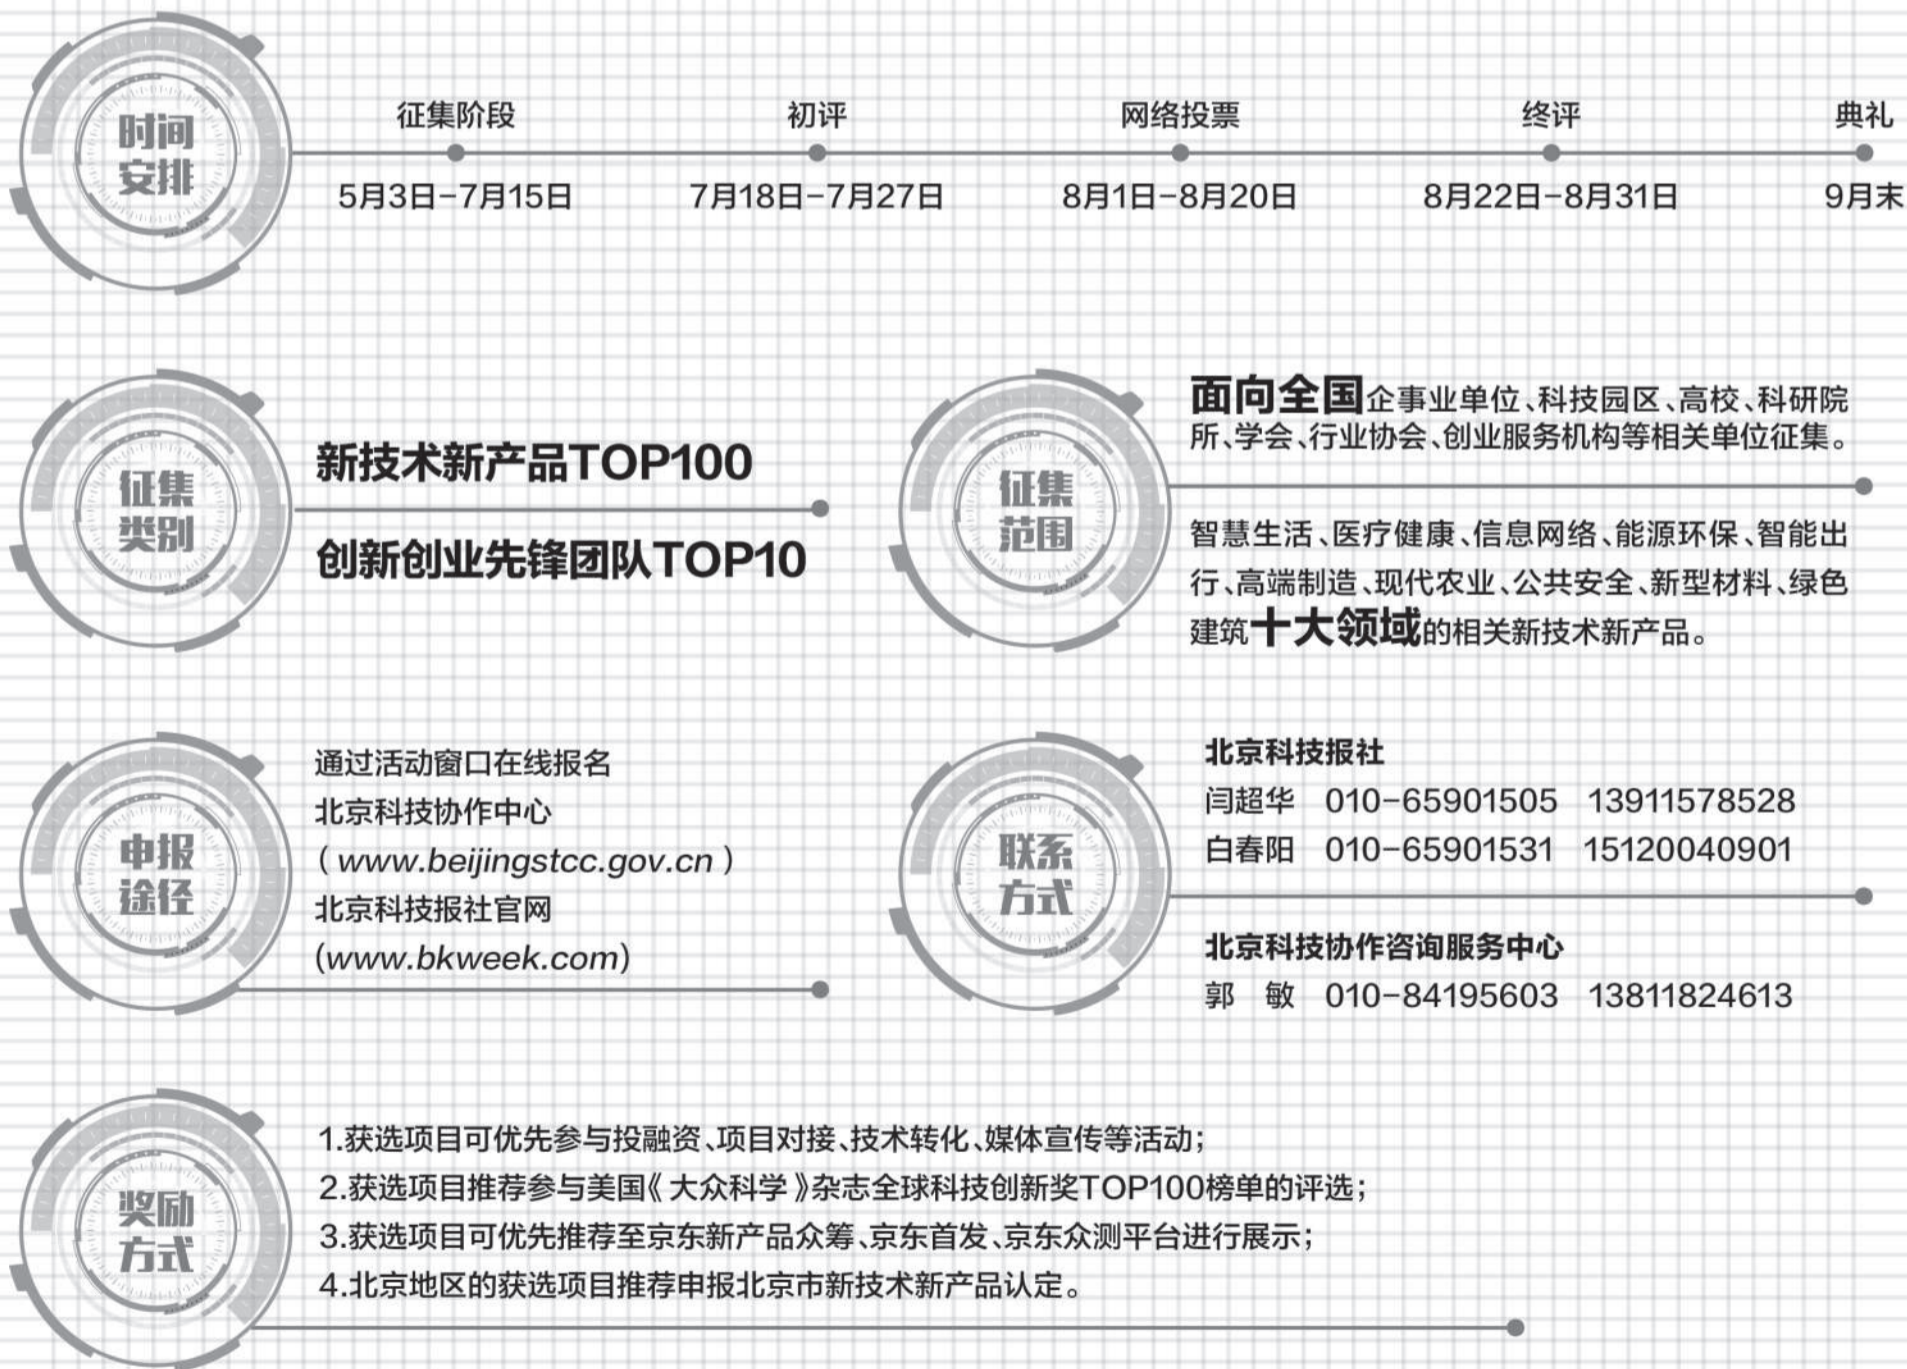 时间
安排
征集阶段 初评 网络投票 终评 典礼
5月3日-7月15日 7月18日-7月27日 8月1日-8月20日 8月22日-8月31日 9月末
征集
类别
新技术新产品TOP100
创新创业先锋团队TOP10
征集
范围
面向全国企事业单位、科技园区、高校、科研院
所、学会、行业协会、创业服务机构等相关单位征集。
智慧生活、医疗健康、信息网络、能源环保、智能出
行、高端制造、现代农业、公共安全、新型材料、绿色
建筑十大领域的相关新技术新产品。
申报
途径
通过活动窗口在线报名
北京科技协作中心
(www.beijingstcc.gov.cn)
北京科技报社官网
(www.bkweek.com)
联系
方式
北京科技报社
闫超华 010-65901505 13911578528
白春阳 010-65901531 15120040901
北京科技协作咨询服务中心
郭 敏 010-84195603 13811824613
奖励
方式
1.获选项目可优先参与投融资、项目对接、技术转化、媒体宣传等活动；
2.获选项目推荐参与美国《大众科学》杂志全球科技创新奖TOP100榜单的评选；
3.获选项目可优先推荐至京东新产品众筹、京东首发、京东众测平台进行展示；
4.北京地区的获选项目推荐申报北京市新技术新产品认定。